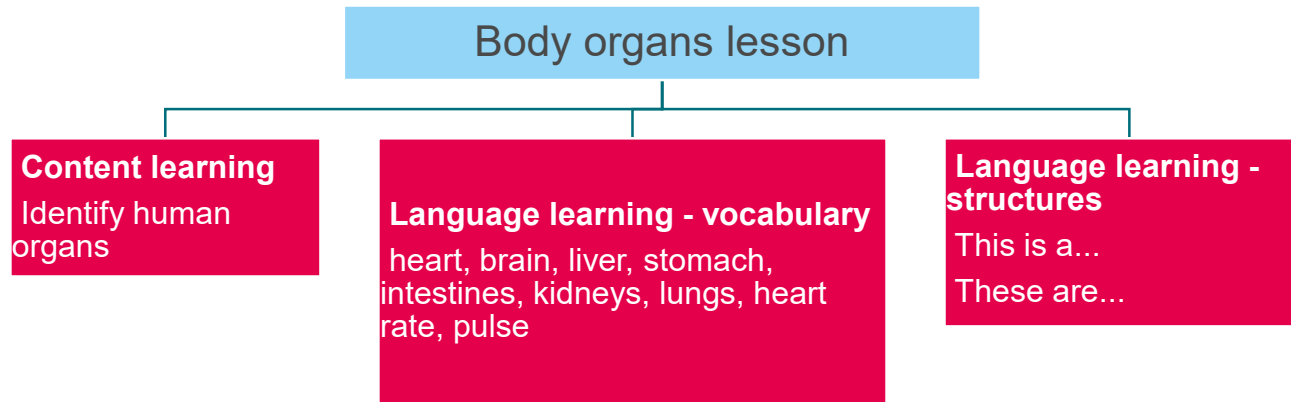 Body organs lesson
Content learning
Identify human
organs
Language learning - vocabulary
heart, brain, liver, stomach,
intestines, kidneys, lungs, heart
rate, pulse
Language learning -
structures
This is a...
These are...